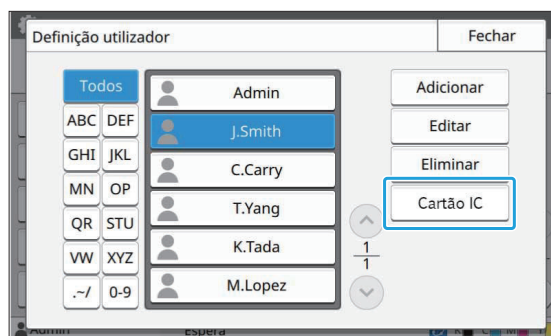 Definição utilizador
Fechar
Todos
ABC DEF
GHI JKL
MN OP
QR STU
VW XYZ
.~/ 0-9
Admin
J.Smith
C.Carry
T.Yang
K.Tada
M.Lopez
1
1
Adicionar
Editar
Eliminar
Cartão IC
Admin
Espera